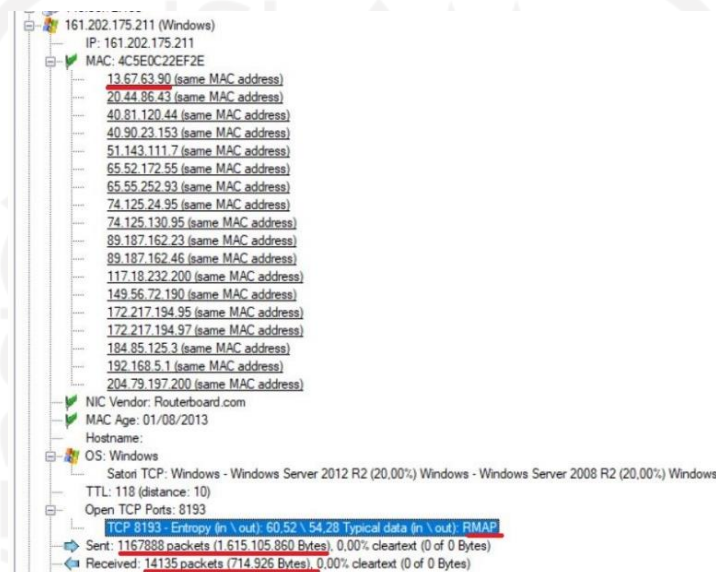 161.202.175.211 (Windows)
IP: 161.202.175.211
MAC: 4C5E0C22EF2E
13.67.63.90 (same MAC address)
20.44.86.43 (same MAC address)
40.81.120.44 (same MAC address)
40.90.23.153 (same MAC address)
51.143.111.7 (same MAC address)
65.52.172.55 (same MAC address)
65.55.252.93 (same MAC address)
74.125.24.95 (same MAC address)
74.125.130.95 (same MAC address)
89.187.162.23 (same MAC address)
89.187.162.46 (same MAC address)
117.18.232.200 (same MAC address)
149.56.72.190 (same MAC address)
172.217.194.95 (same MAC address)
172.217.194.97 (same MAC address)
184.85.125.3 (same MAC address)
192.168.5.1 (same MAC address)
204.79.197.200 (same MAC address)
NIC Vendor: Routerboard.com
MAC Age: 01/08/2013
Hostname:
OS: Windows
Satori TCP: Windows - Windows Server 2012 R2 (20,00%) Windows - Windows Server 2008 R2 (20,00%) Windows
TTL: 118 (distance: 10)
Open TCP Ports: 8193
TCP 8193 - Entropy (in \ out): 60,52 \ 54,28 Typical data (in \ out): RMAP
Sent: 1167888 packets (1.615.105.860 Bytes), 0,00% cleartext (0 of 0 Bytes)
Received: 14135 packets (714.926 Bytes), 0,00% cleartext (0 of 0 Bytes)